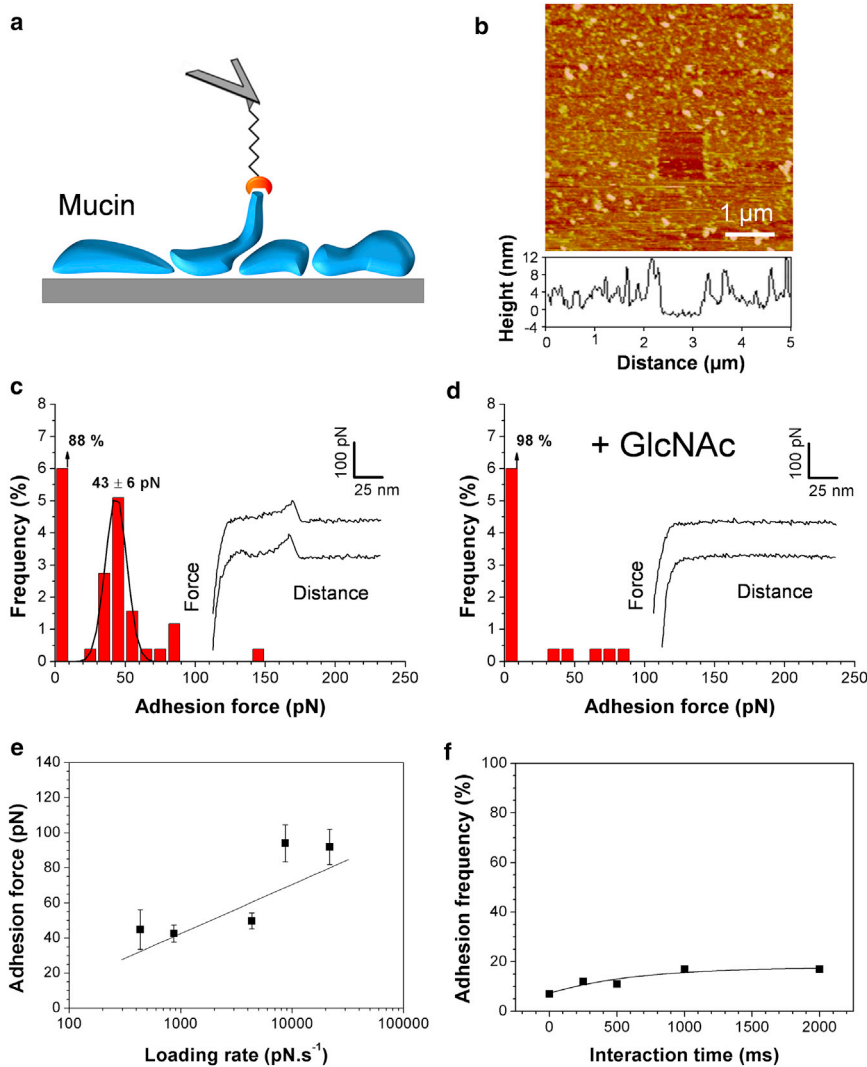 a
Mucin
b
1 µm
Height (nm)
12
8
4
0
-4
0 1 2 3 4 5
Distance (µm)
c
8
7
6
5
4
3
2
1
0
Frequency (%)
88 %
43 ± 6 pN
100 pN
25 nm
Force
Distance
0 50 100 150 200 250
Adhesion force (pN)
d
8
7
6
5
4
3
2
1
0
Frequency (%)
98 %
+ GlcNAc
100 pN
25 nm
Force
Distance
0 50 100 150 200 250
Adhesion force (pN)
e
140
120
100
80
60
40
20
0
Adhesion force (pN)
100 1000 10000 100000
Loading rate (pN.s⁻¹)
f
100
80
60
40
20
0
Adhesion frequency (%)
0 500 1000 1500 2000
Interaction time (ms)